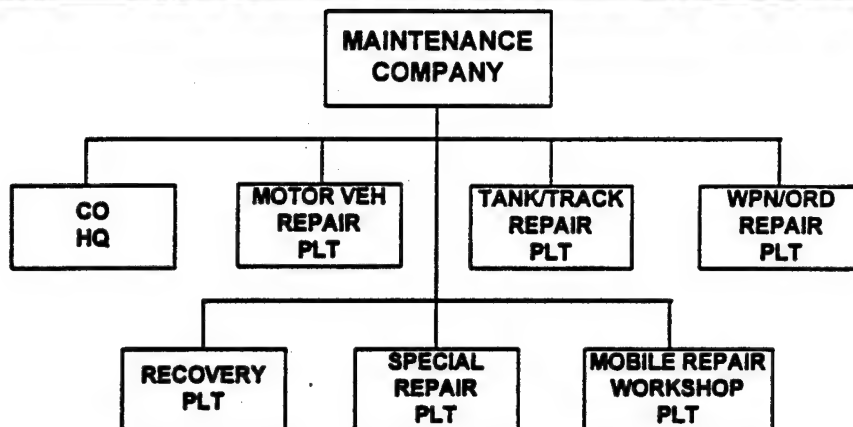 MAINTENANCE
COMPANY
CO
HQ
MOTOR VEH
REPAIR
PLT
TANK/TRACK
REPAIR
PLT
WPN/ORD
REPAIR
PLT
RECOVERY
PLT
SPECIAL
REPAIR
PLT
MOBILE REPAIR
WORKSHOP
PLT